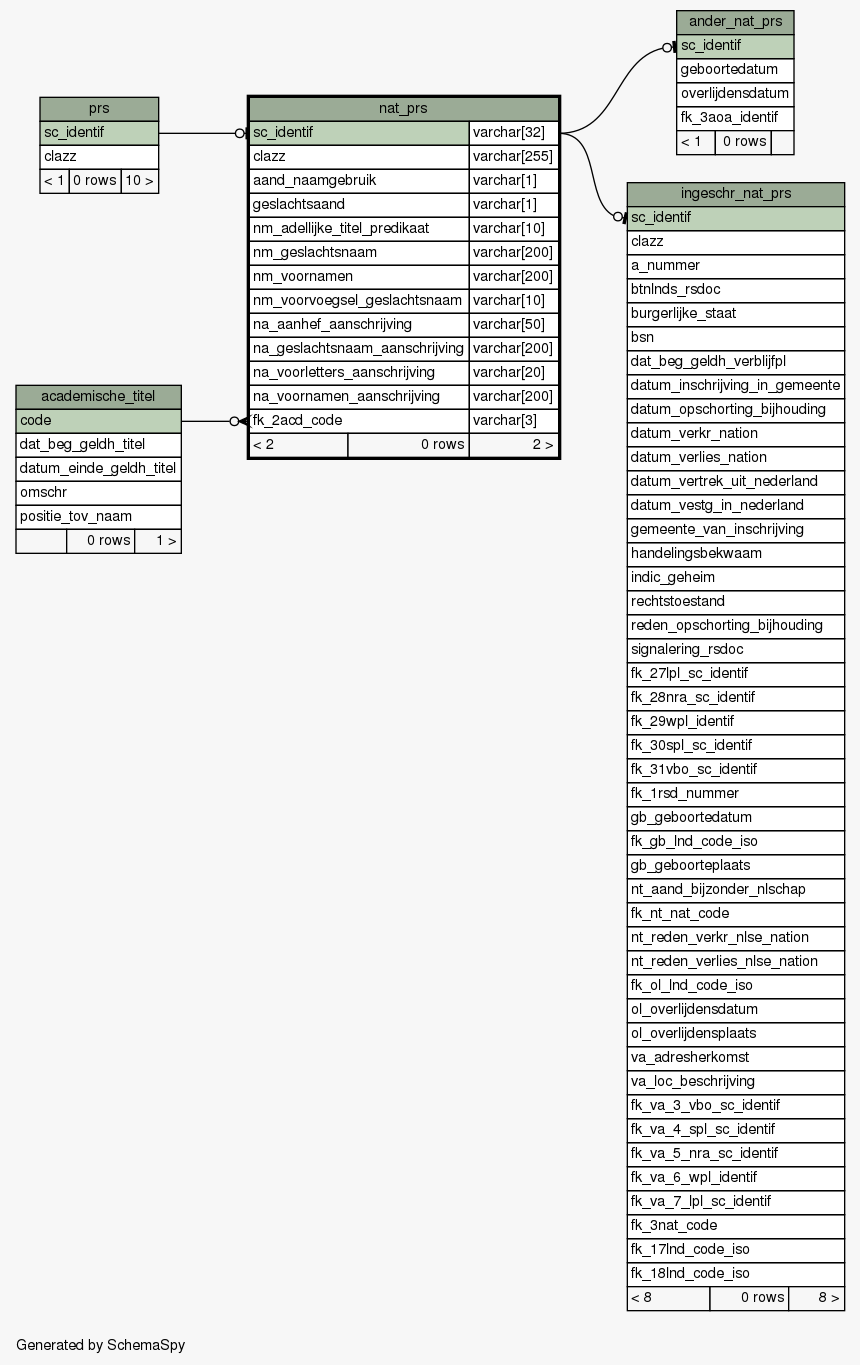 ander_nat_prs
sc_identif
geboortedatum
overlijdensdatum
fk_3aoa_identif
< 1 0 rows
prs
sc_identif
clazz
< 1 0 rows 10 >
nat_prs
sc_identif varchar[32]
clazz varchar[255]
aand_naamgebruik varchar[1]
geslachtsaand varchar[1]
nm_adellijke_titel_predikaat varchar[10]
nm_geslachtsnaam varchar[200]
nm_voornamen varchar[200]
nm_voorvoegsel_geslachtsnaam varchar[10]
na_aanhef_aanschrijving varchar[50]
na_geslachtsnaam_aanschrijving varchar[200]
na_voorletters_aanschrijving varchar[20]
na_voornamen_aanschrijving varchar[200]
fk_2acd_code varchar[3]
< 2 0 rows 2 >
academische_titel
code
dat_beg_geldh_titel
datum_einde_geldh_titel
omschr
positie_tov_naam
0 rows 1 >
ingeschr_nat_prs
sc_identif
clazz
a_nummer
btnlnds_rsdoc
burgerlijke_staat
bsn
dat_beg_geldh_verblijfpl
datum_inschrijving_in_gemeente
datum_opschorting_bijhouding
datum_verkr_nation
datum_verlies_nation
datum_vertrek_uit_nederland
datum_vestg_in_nederland
gemeente_van_inschrijving
handelingsbekwaam
indic_geheim
rechtstoestand
reden_opschorting_bijhouding
signalering_rsdoc
fk_27lpl_sc_identif
fk_28nra_sc_identif
fk_29wpl_identif
fk_30spl_sc_identif
fk_31vbo_sc_identif
fk_1rsd_nummer
gb_geboortedatum
fk_gb_lnd_code_iso
gb_geboorteplaats
nt_aand_bijzonder_nlschap
fk_nt_nat_code
nt_reden_verkr_nlse_nation
nt_reden_verlies_nlse_nation
fk_ol_lnd_code_iso
ol_overlijdensdatum
ol_overlijdensplaats
va_adresherkomst
va_loc_beschrijving
fk_va_3_vbo_sc_identif
fk_va_4_spl_sc_identif
fk_va_5_nra_sc_identif
fk_va_6_wpl_identif
fk_va_7_lpl_sc_identif
fk_3nat_code
fk_17lnd_code_iso
fk_18lnd_code_iso
< 8 0 rows 8 >
Generated by SchemaSpy